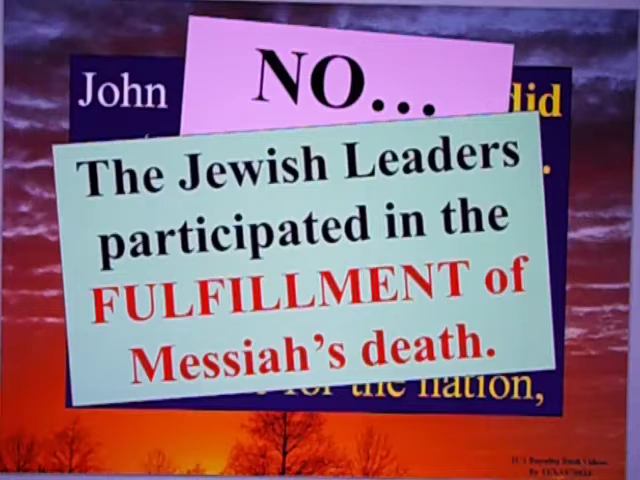 NO...
John
did
The Jewish Leaders
participated in the
FULFILLMENT of
Messiah's death.
for the nation,